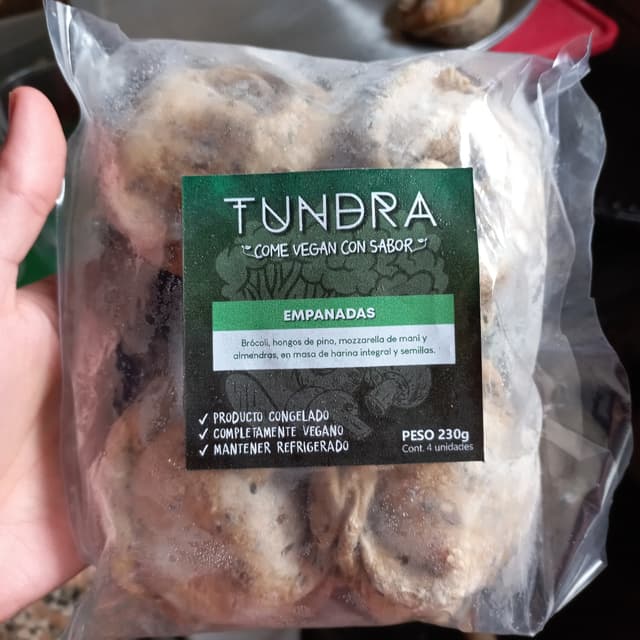 TUNDRA
COME VEGAN CON SABOR
EMPANADAS
Brócoli, hongos de pino, mozzarella de maní y
almendras, en masa de harina integral y semillas.
✓ PRODUCTO CONGELADO
✓ COMPLETAMENTE VEGANO
✓ MANTENER REFRIGERADO
PESO 230g
Cont. 4 unidades